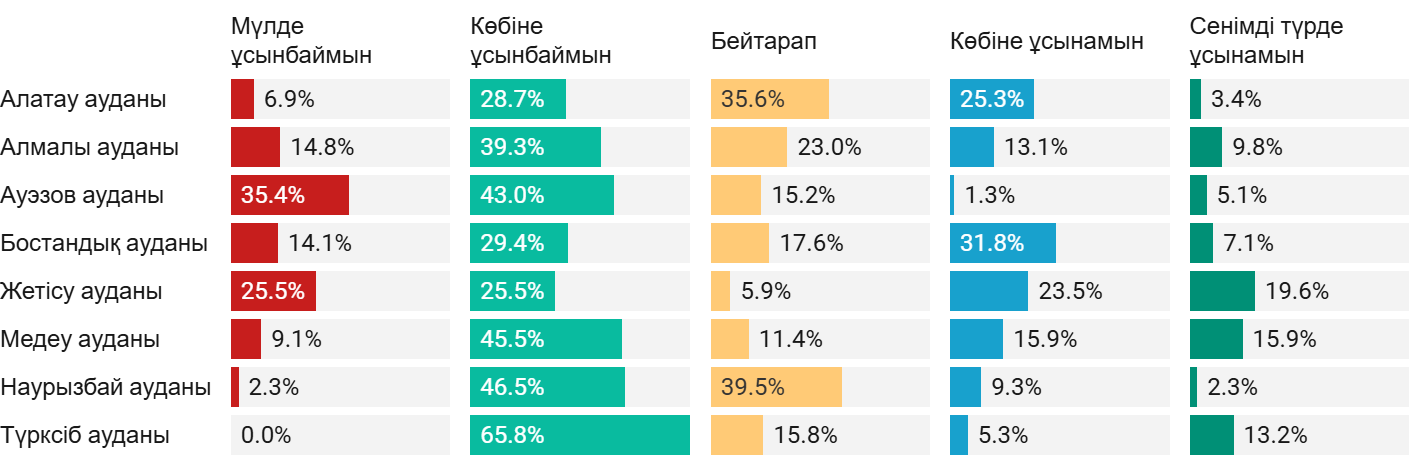 Мүлде
ұсынбаймын
Көбіне
ұсынбаймын
Бейтарап
Көбіне ұсынамын
Сенімді түрде
ұсынамын
Алатау ауданы 6.9% 28.7% 35.6% 25.3% 3.4%
Алмалы ауданы 14.8% 39.3% 23.0% 13.1% 9.8%
Ауэзов ауданы 35.4% 43.0% 15.2% 1.3% 5.1%
Бостандық ауданы 14.1% 29.4% 17.6% 31.8% 7.1%
Жетісу ауданы 25.5% 25.5% 5.9% 23.5% 19.6%
Медеу ауданы 9.1% 45.5% 11.4% 15.9% 15.9%
Наурызбай ауданы 2.3% 46.5% 39.5% 9.3% 2.3%
Түрксіб ауданы 0.0% 65.8% 15.8% 5.3% 13.2%